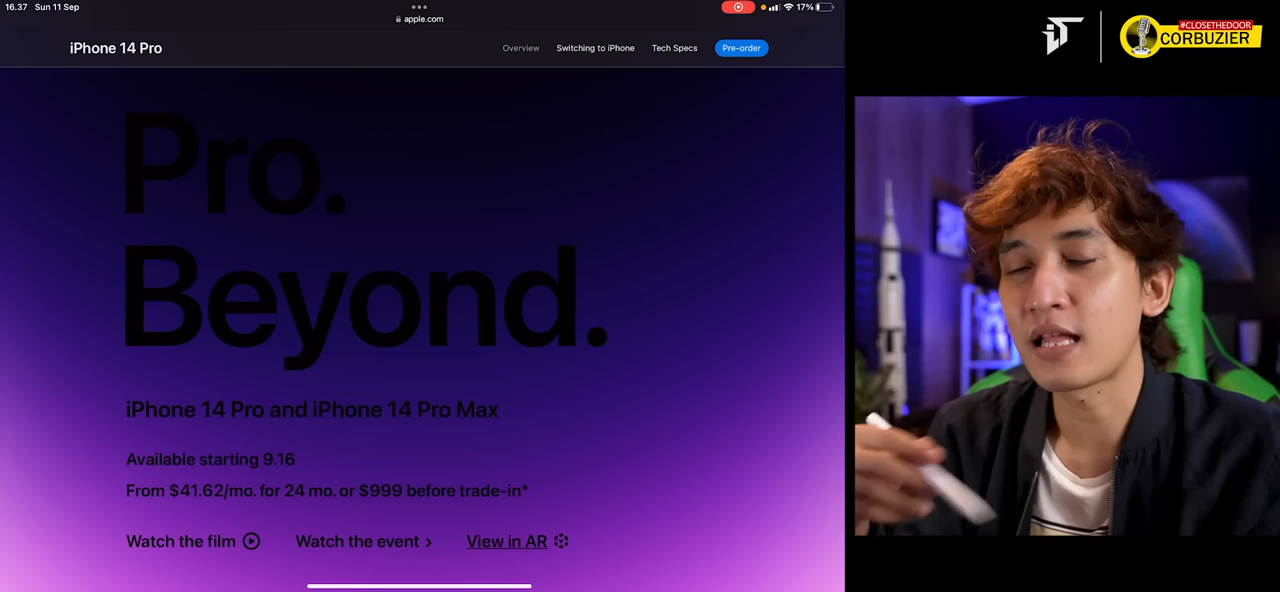 16.37 Sun 11 Sep
17%
apple.com
iPhone 14 Pro
Overview
Switching to iPhone
Tech Specs
Pre-order
Pro.
Beyond.
iPhone 14 Pro and iPhone 14 Pro Max
Available starting 9.16
From $41.62/mo. for 24 mo. or $999 before trade-in*
Watch the film
Watch the event
View in AR
#CLOSETHEDOOR
CORBUZIER